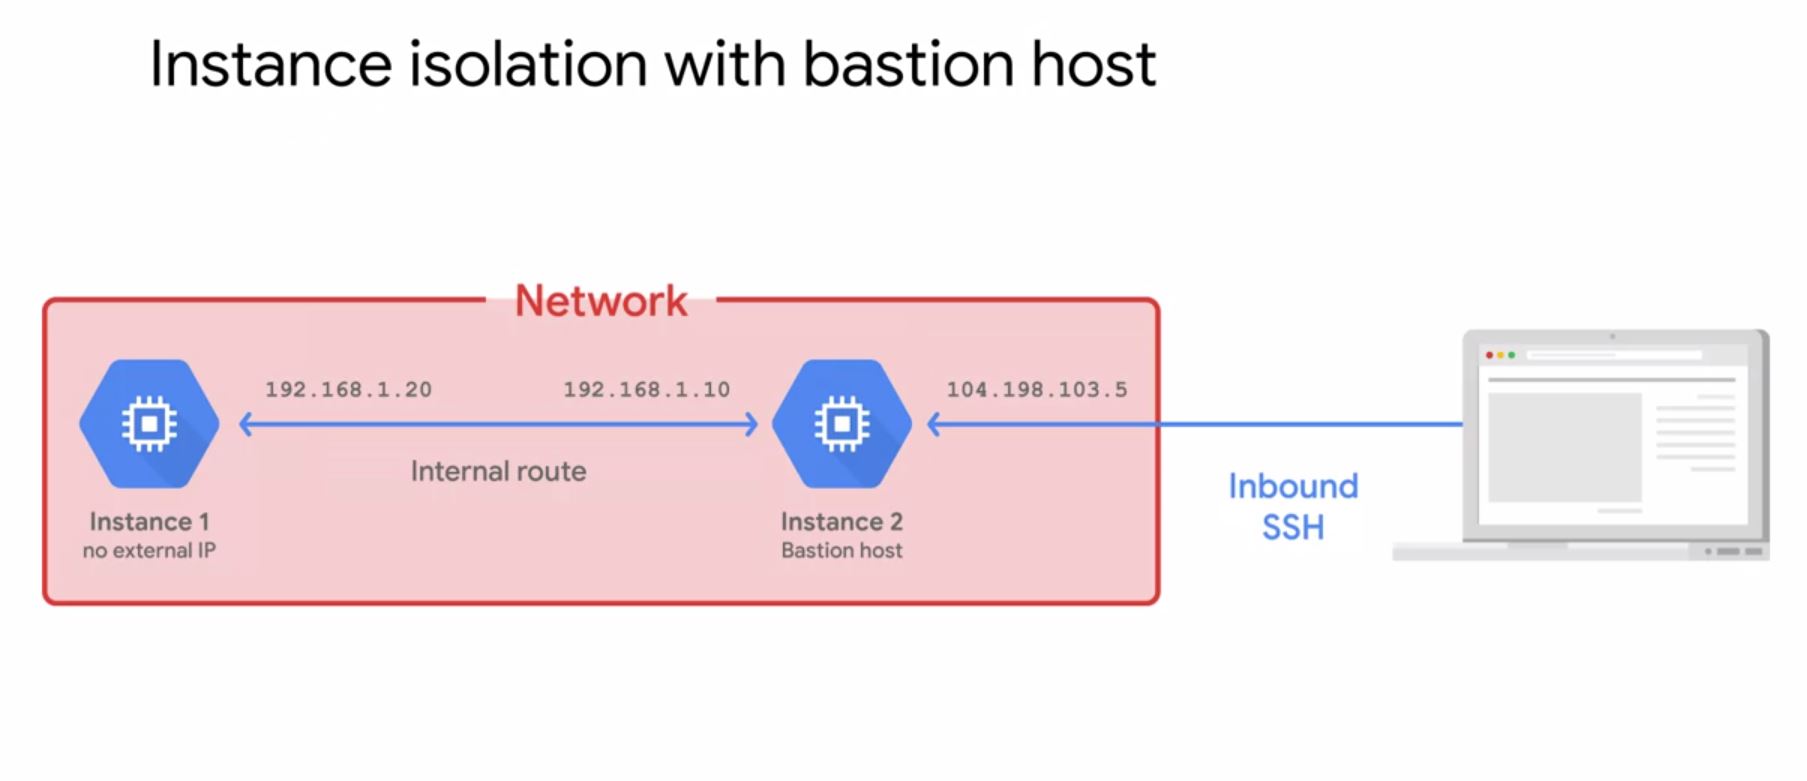 Instance isolation with bastion host
Network
192.168.1.20
192.168.1.10
104.198.103.5
Internal route
Inbound
SSH
Instance 1
no external IP
Instance 2
Bastion host